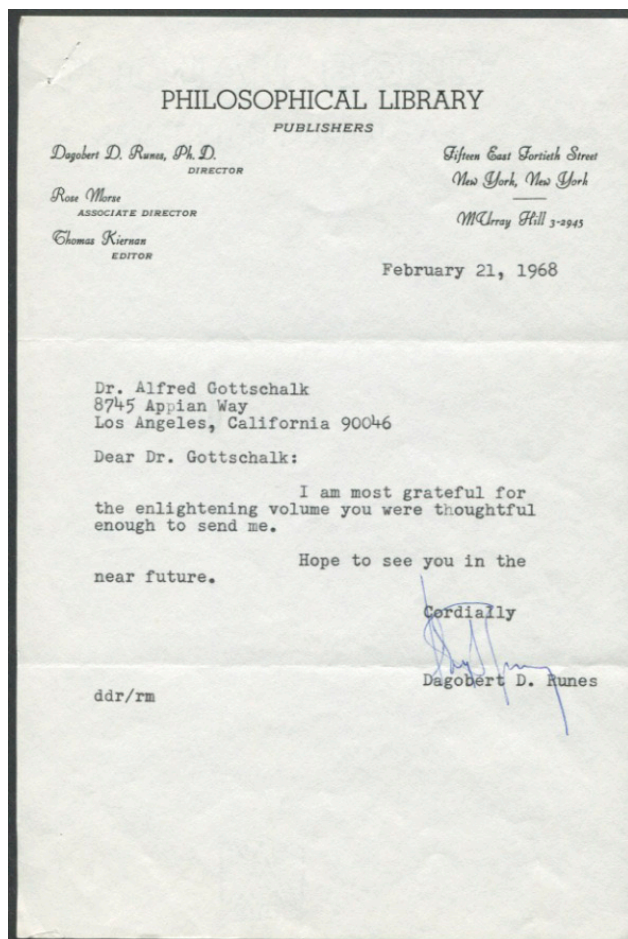 PHILOSOPHICAL LIBRARY
PUBLISHERS
Dagobert D. Runes, Ph. D.
DIRECTOR
Rose Morse
ASSOCIATE DIRECTOR
Thomas Kiernan
EDITOR
Fifteen East Fortieth Street
New York, New York
MUrray Hill 3-2945
February 21, 1968
Dr. Alfred Gottschalk
8745 Appian Way
Los Angeles, California 90046
Dear Dr. Gottschalk:
I am most grateful for
the enlightening volume you were thoughtful
enough to send me.
Hope to see you in the
near future.
Cordially
Dagobert D. Runes
ddr/rm